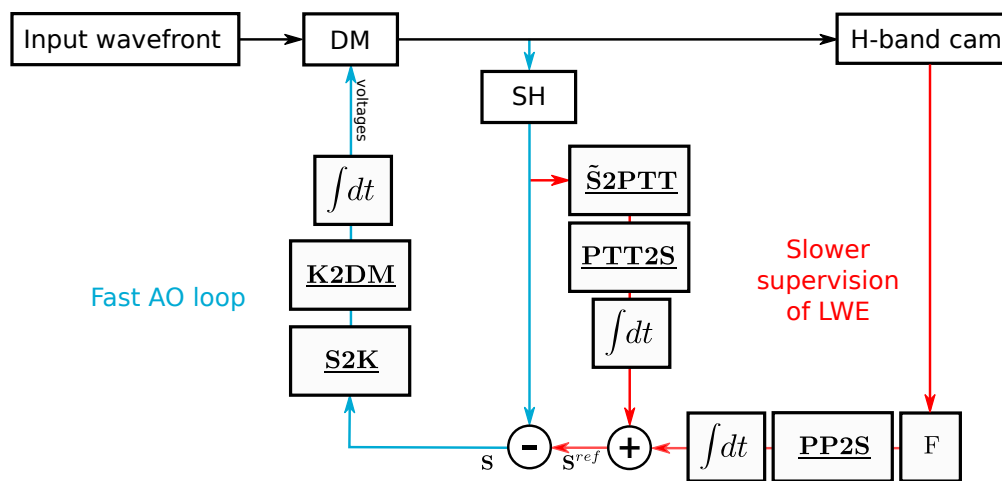 Input wavefront
DM
H-band cam
SH
voltages
∫dt
S̃2PTT
PTT2S
K2DM
Fast AO loop
Slower
supervision
of LWE
∫dt
S2K
-
+
∫dt
PP2S
F
S
S^{ref}